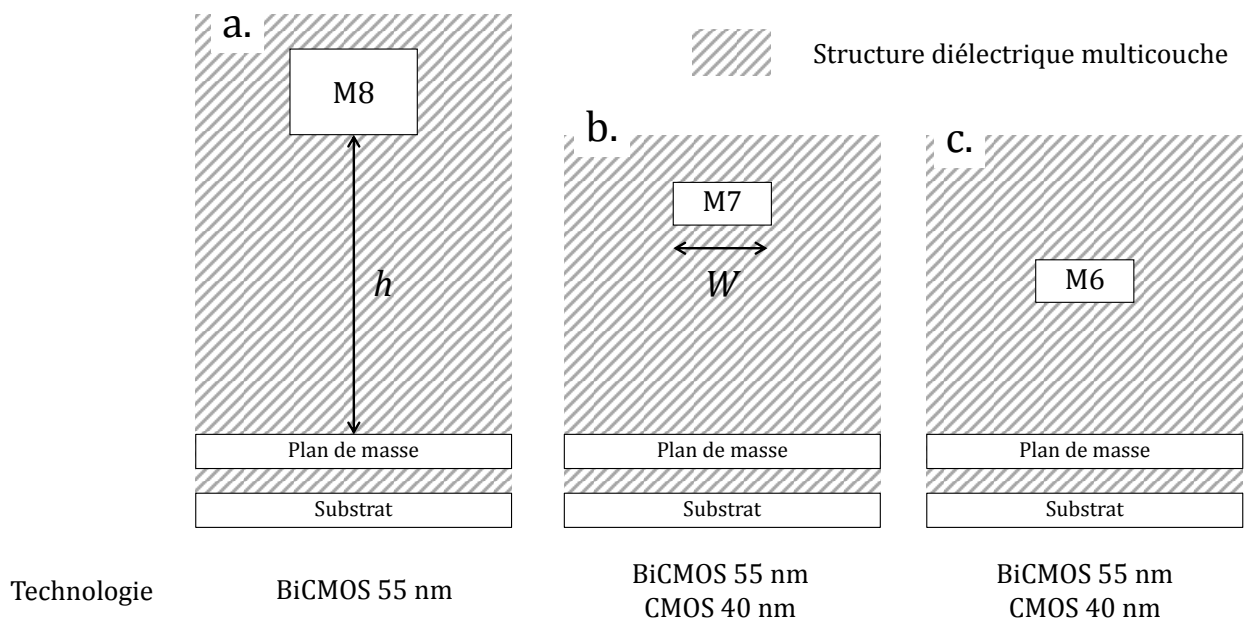 a.
M8
h
Plan de masse
Substrat
Structure diélectrique multicouche
b.
M7
W
Plan de masse
Substrat
c.
M6
Plan de masse
Substrat
Technologie
BiCMOS 55 nm
BiCMOS 55 nm
CMOS 40 nm
BiCMOS 55 nm
CMOS 40 nm